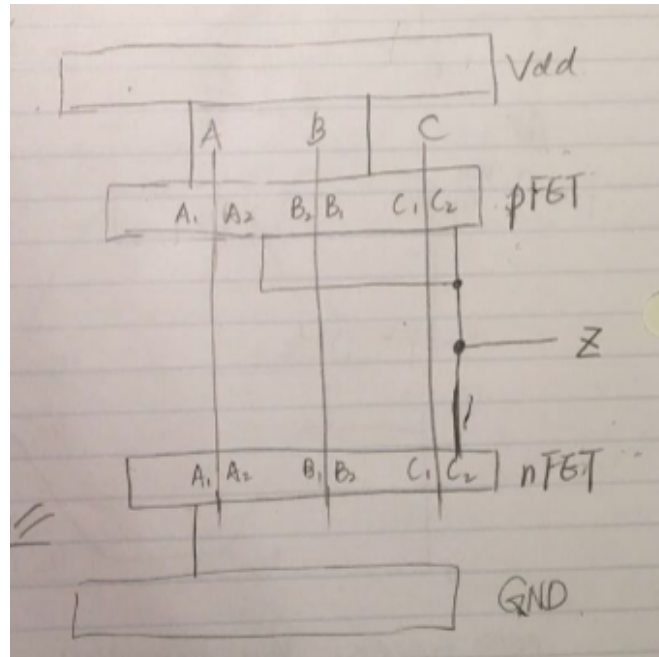 Vdd
A B C
A₁ A₂ B₂ B₁ C₁ C₂ pFET
Z
A₁ A₂ B₁ B₂ C₁ C₂ nFET
GND